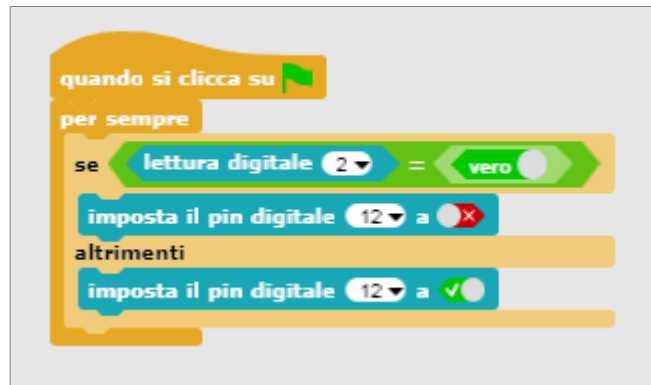 quando si clicca su
per sempre
se lettura digitale 2 = vero
imposta il pin digitale 12 a
altrimenti
imposta il pin digitale 12 a